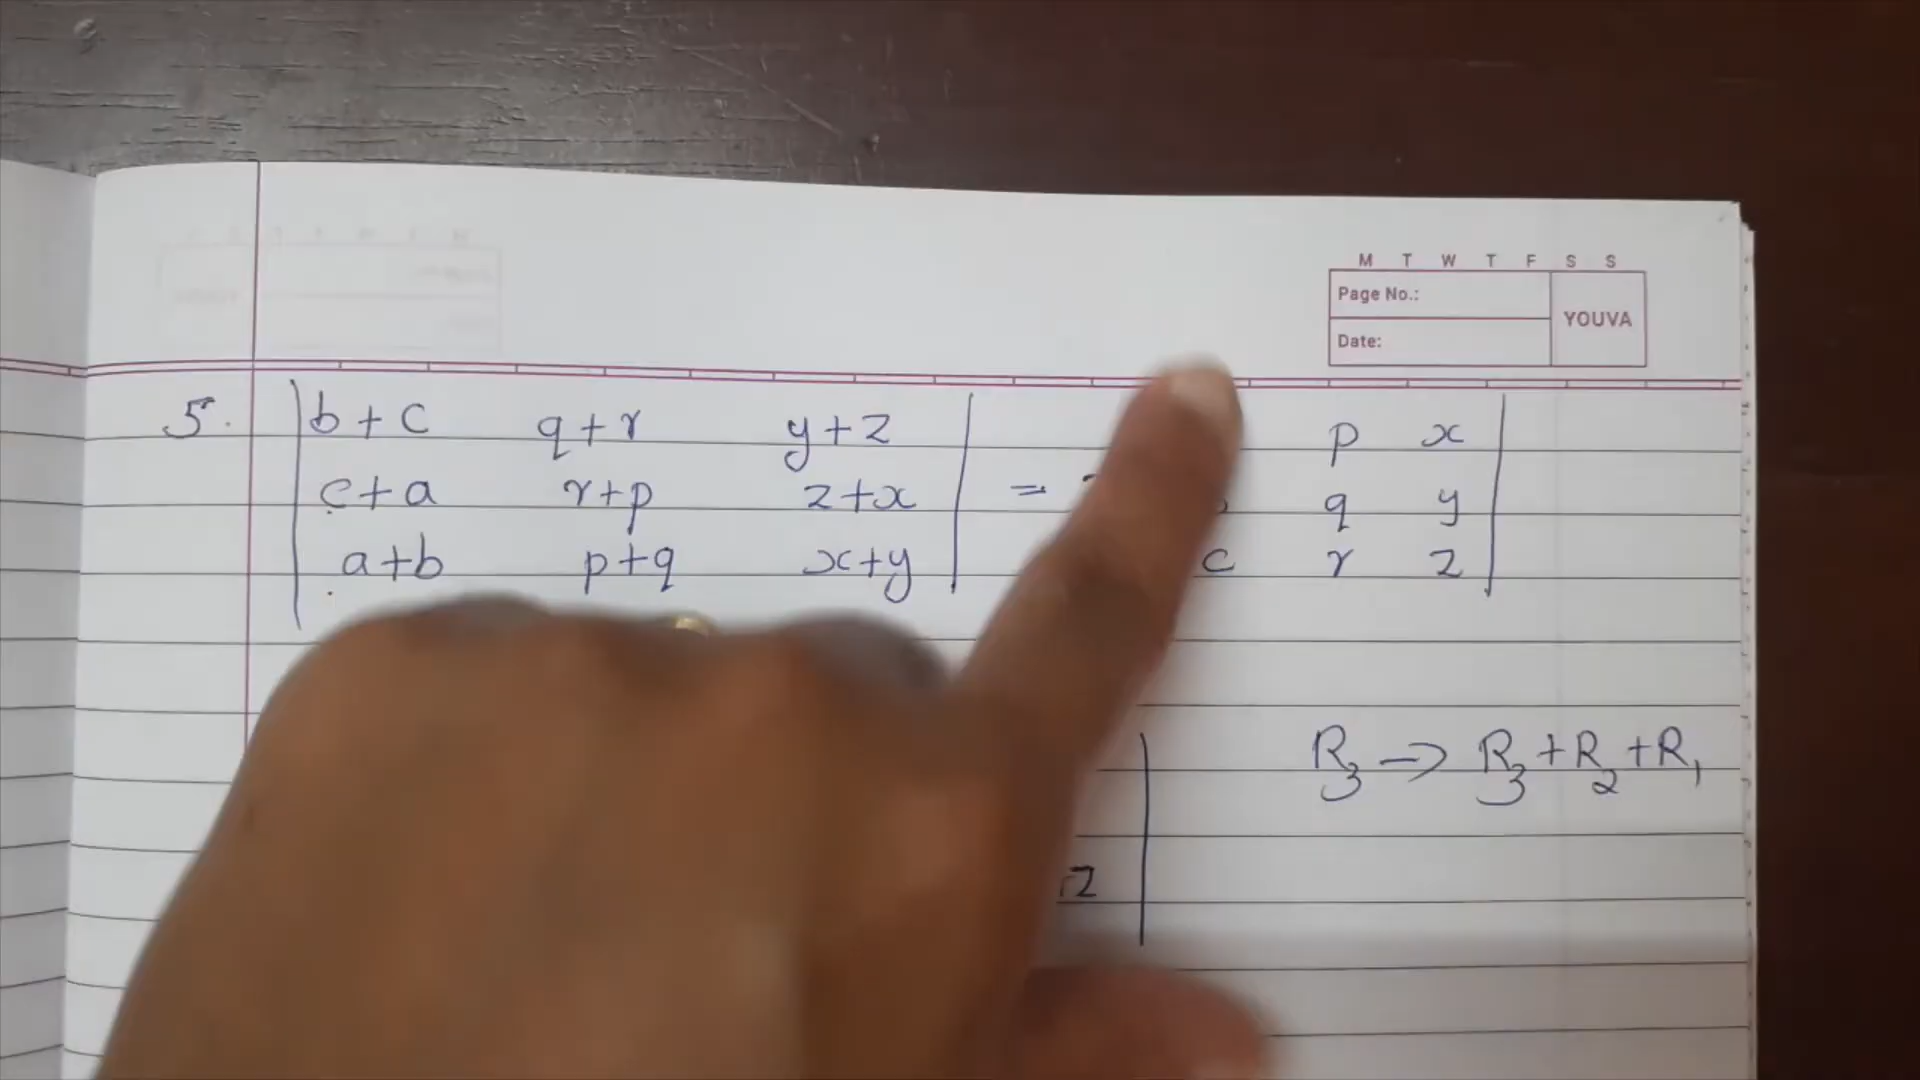 M T W T F S S
Page No.:
YOUVA
Date:
5. b+c q+r y+z p x
c+a r+p z+x = q y
a+b p+q x+y c r z
R3 → R3+R2+R1